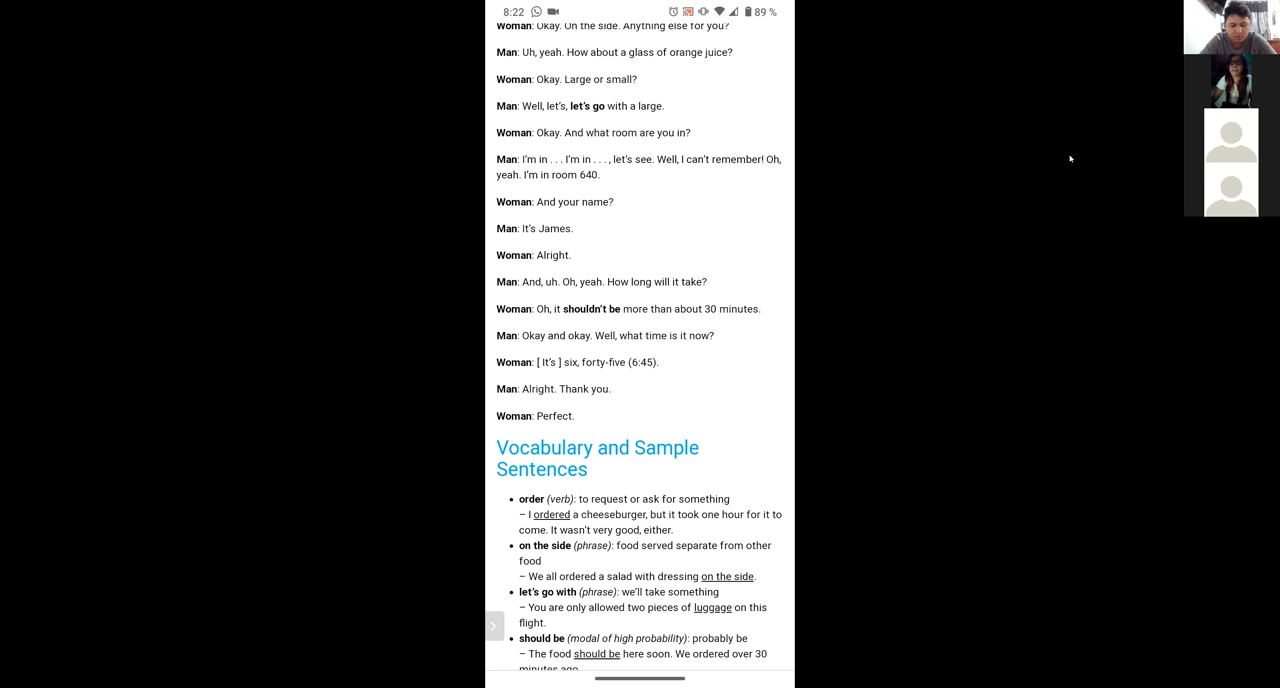 8:22
89 %
Woman: Okay. On the side. Anything else for you?
Man: Uh, yeah. How about a glass of orange juice?
Woman: Okay. Large or small?
Man: Well, let's, let's go with a large.
Woman: Okay. And what room are you in?
Man: I'm in . . . I'm in . . . , let's see. Well, I can't remember! Oh,
yeah. I'm in room 640.
Woman: And your name?
Man: It's James.
Woman: Alright.
Man: And, uh. Oh, yeah. How long will it take?
Woman: Oh, it shouldn't be more than about 30 minutes.
Man: Okay and okay. Well, what time is it now?
Woman: [ It's ] six, forty-five (6:45).
Man: Alright. Thank you.
Woman: Perfect.
Vocabulary and Sample
Sentences
• order (verb): to request or ask for something
– I ordered a cheeseburger, but it took one hour for it to
come. It wasn't very good, either.
• on the side (phrase): food served separate from other
food
– We all ordered a salad with dressing on the side.
• let's go with (phrase): we'll take something
– You are only allowed two pieces of luggage on this
flight.
• should be (modal of high probability): probably be
– The food should be here soon. We ordered over 30
minutes ago